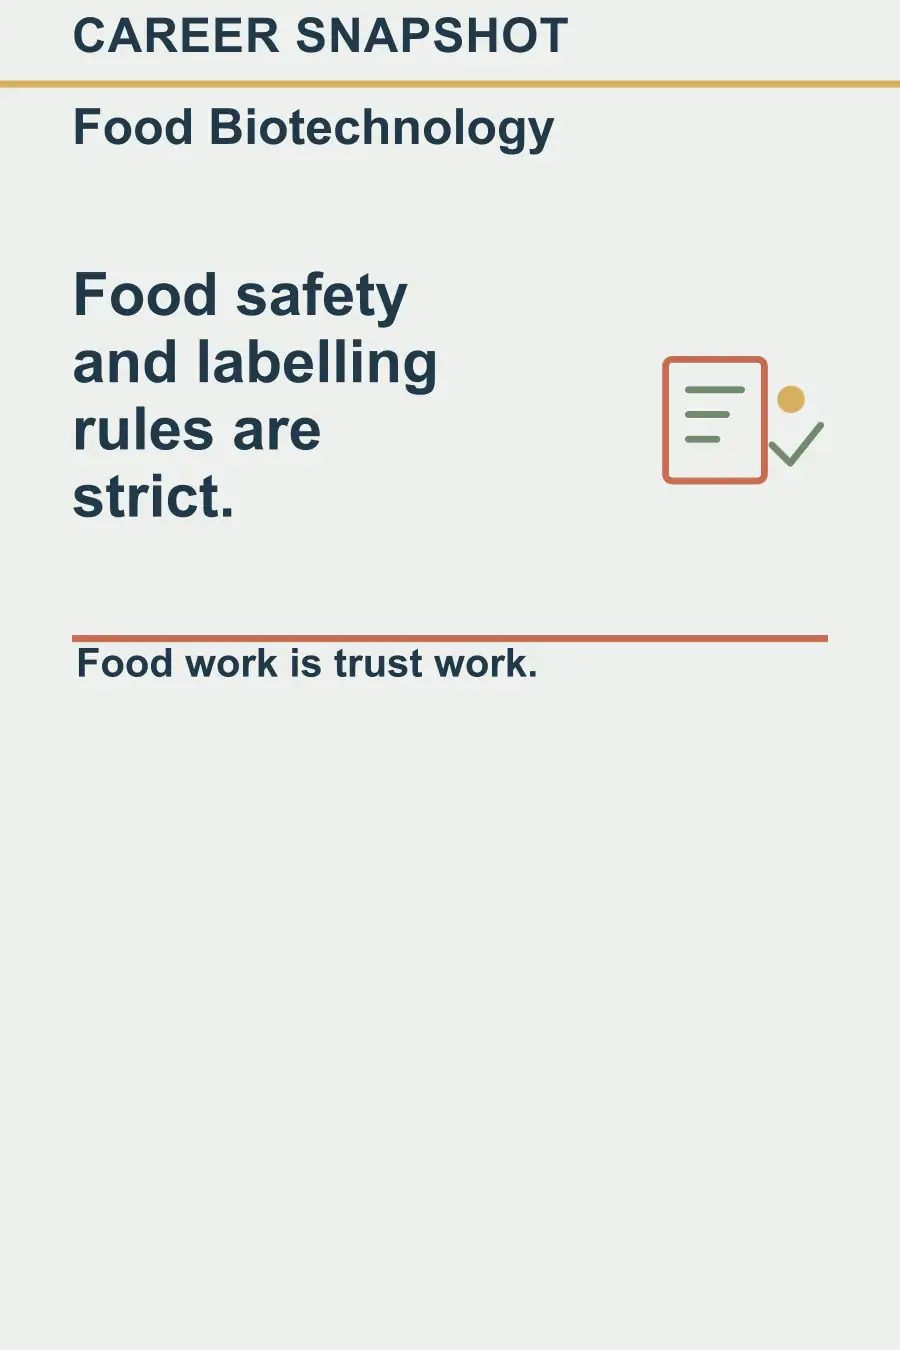 CAREER SNAPSHOT
Food Biotechnology
Food safety
and labelling
rules are
strict.
Food work is trust work.